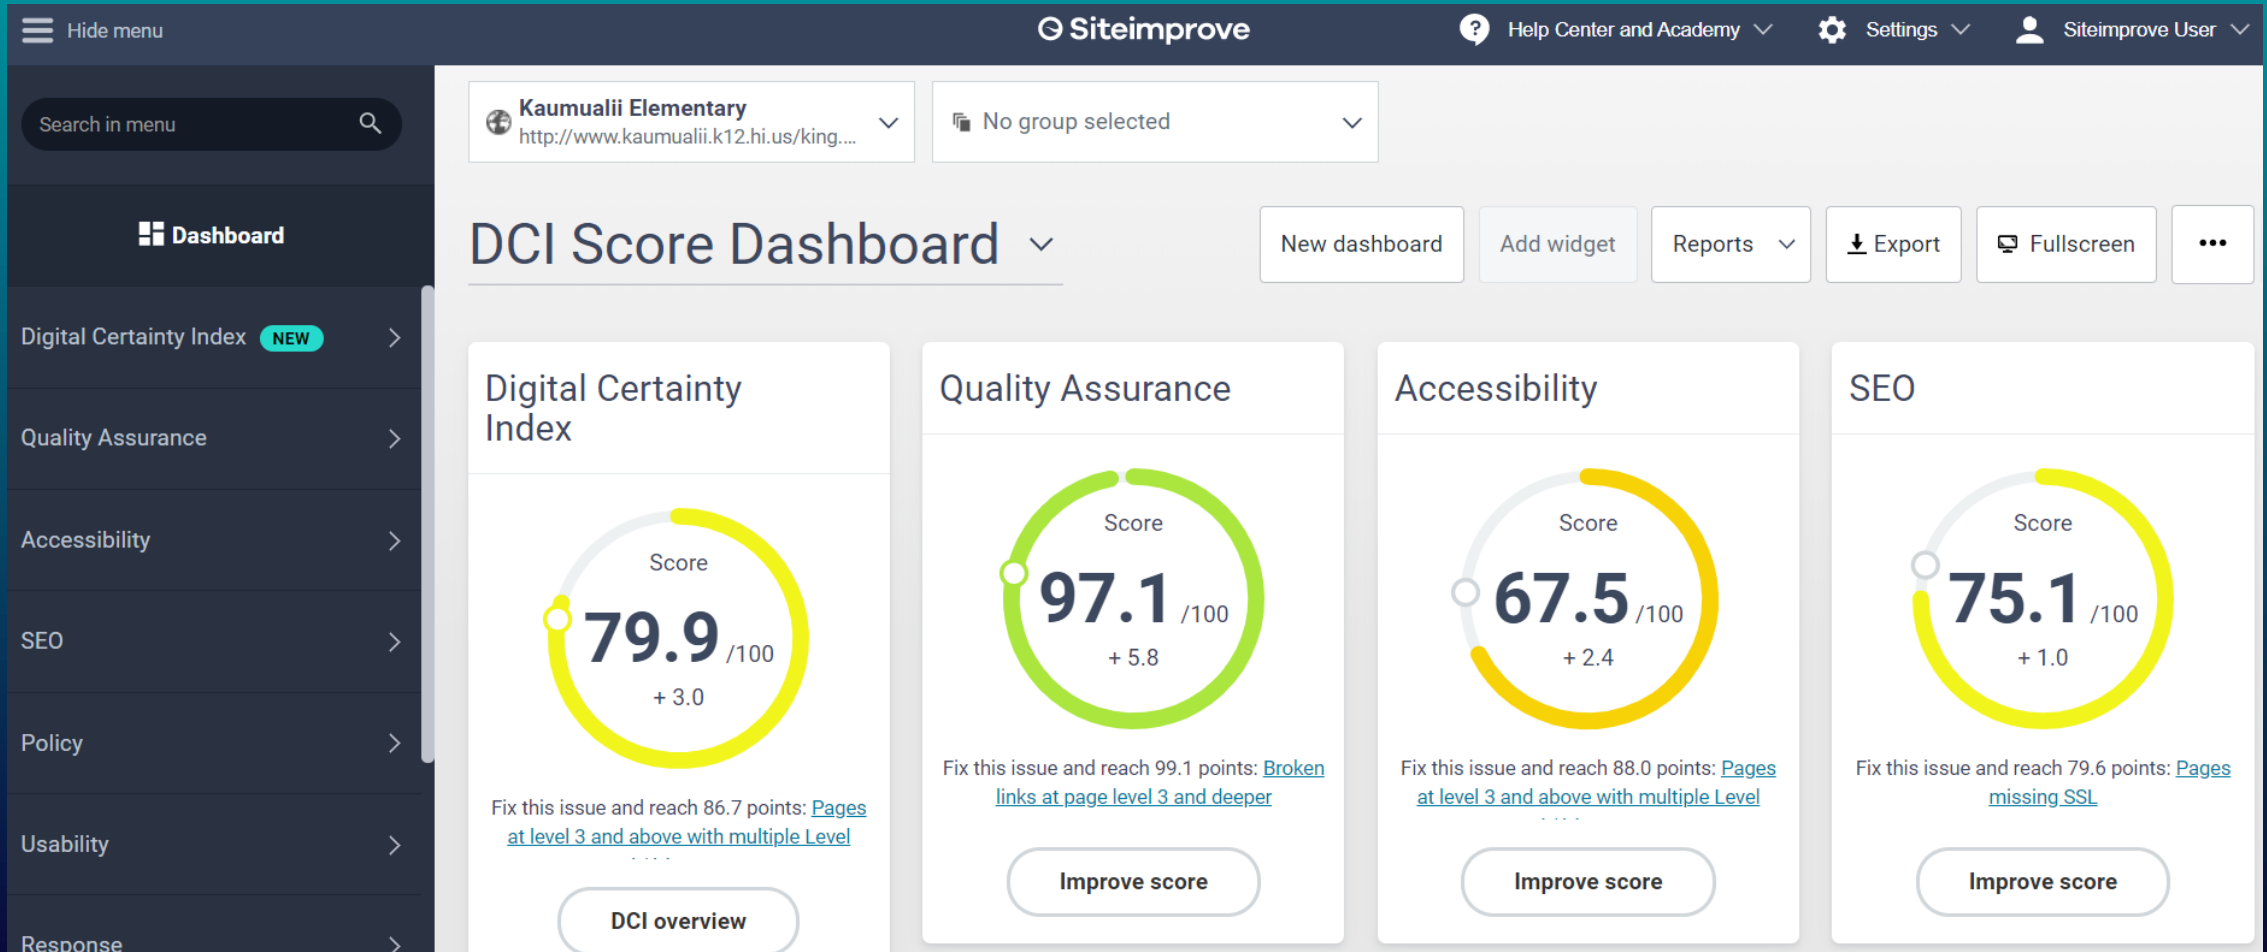 Hide menu
Siteimprove
Help Center and Academy
Settings
Siteimprove User
Search in menu
Dashboard
Digital Certainty Index NEW
Quality Assurance
Accessibility
SEO
Policy
Usability
Response
Kaumualii Elementary
http://www.kaumualii.k12.hi.us/king....
No group selected
DCI Score Dashboard
New dashboard
Add widget
Reports
Export
Fullscreen
Digital Certainty
Index
Score
79.9 /100
+ 3.0
Fix this issue and reach 86.7 points: Pages
at level 3 and above with multiple Level
DCI overview
Quality Assurance
Score
97.1 /100
+ 5.8
Fix this issue and reach 99.1 points: Broken
links at page level 3 and deeper
Improve score
Accessibility
Score
67.5 /100
+ 2.4
Fix this issue and reach 88.0 points: Pages
at level 3 and above with multiple Level
Improve score
SEO
Score
75.1 /100
+ 1.0
Fix this issue and reach 79.6 points: Pages
missing SSL
Improve score